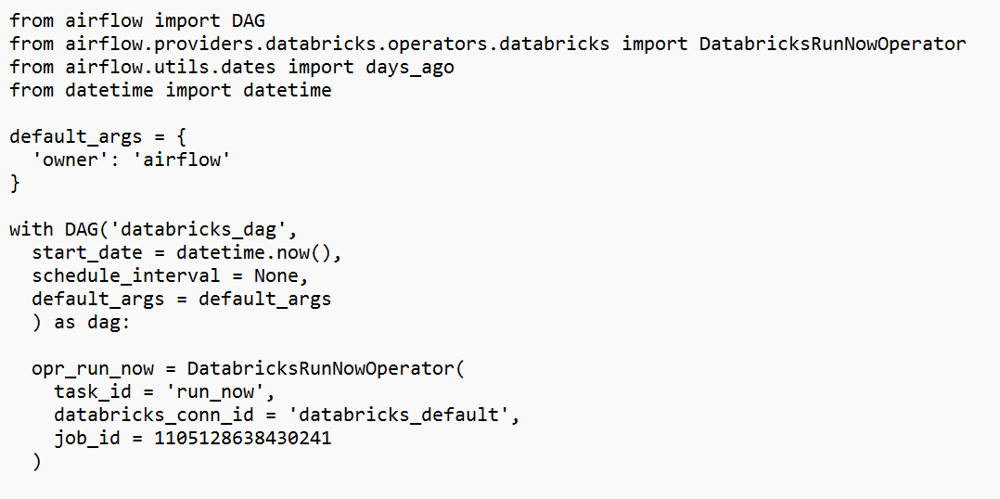 from airflow import DAG
from airflow.providers.databricks.operators.databricks import DatabricksRunNowOperator
from airflow.utils.dates import days_ago
from datetime import datetime

default_args = {
  'owner': 'airflow'
}

with DAG('databricks_dag',
  start_date = datetime.now(),
  schedule_interval = None,
  default_args = default_args
  ) as dag:

  opr_run_now = DatabricksRunNowOperator(
    task_id = 'run_now',
    databricks_conn_id = 'databricks_default',
    job_id = 1105128638430241
  )